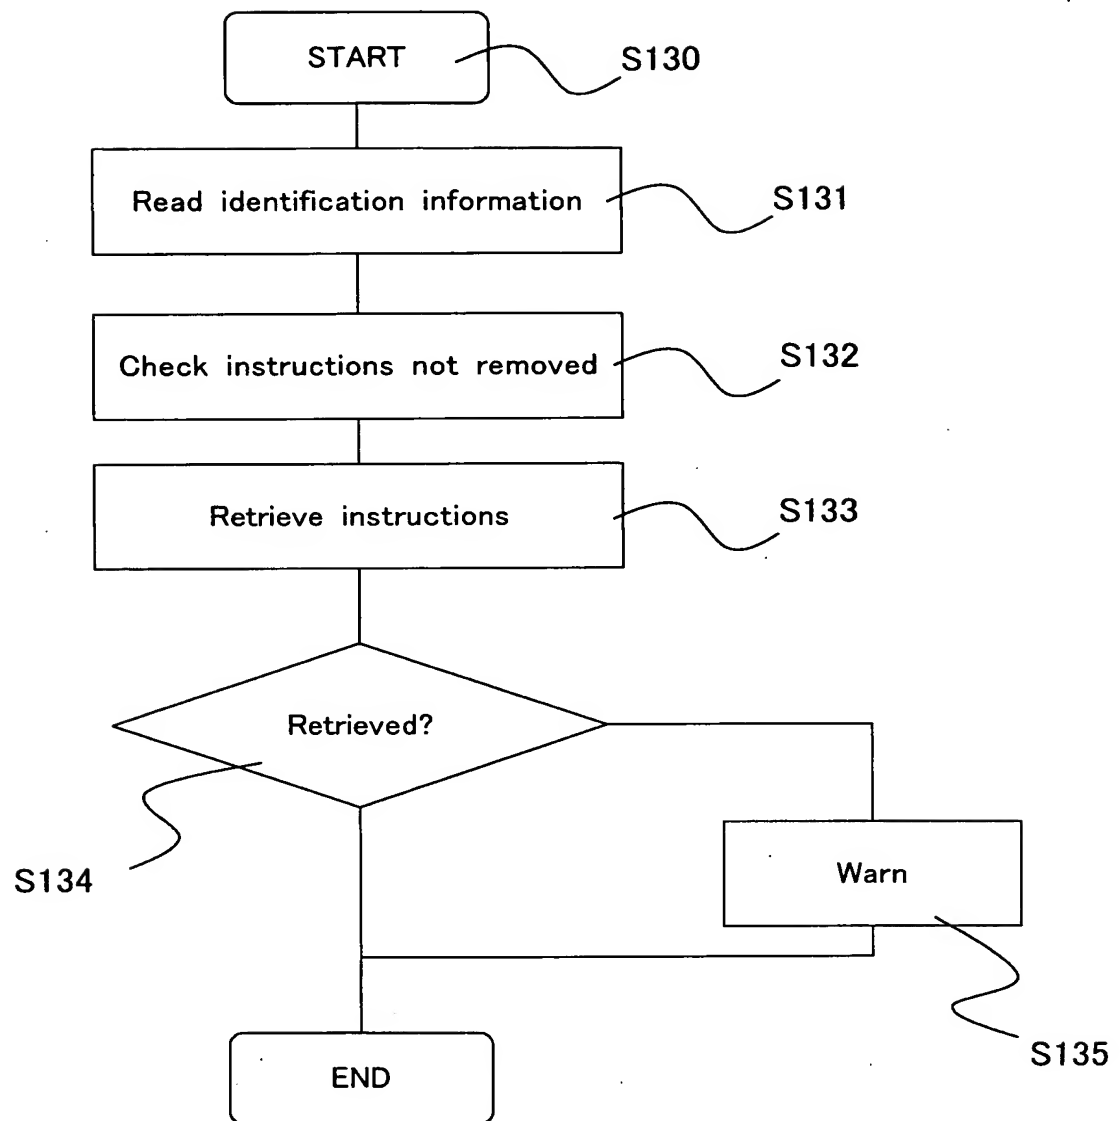 START
S130
Read identification information
S131
Check instructions not removed
S132
Retrieve instructions
S133
Retrieved?
S134
Warn
S135
END